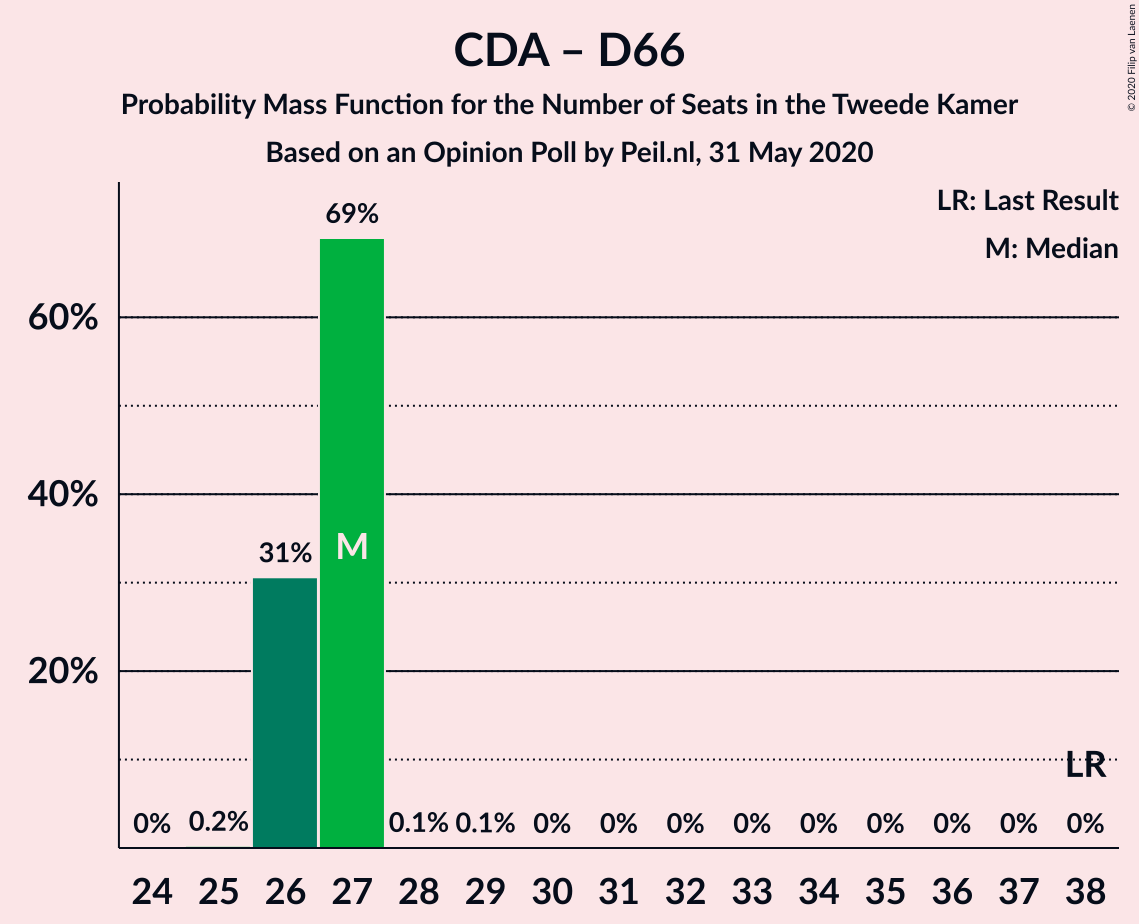 CDA – D66
Probability Mass Function for the Number of Seats in the Tweede Kamer
Based on an Opinion Poll by Peil.nl, 31 May 2020
© 2020 Filip van Laenen
LR: Last Result
M: Median
69%
60%
40%
31%
M
20%
LR
0% 0.2% 0.1% 0.1% 0% 0% 0% 0% 0% 0% 0% 0% 0%
24 25 26 27 28 29 30 31 32 33 34 35 36 37 38